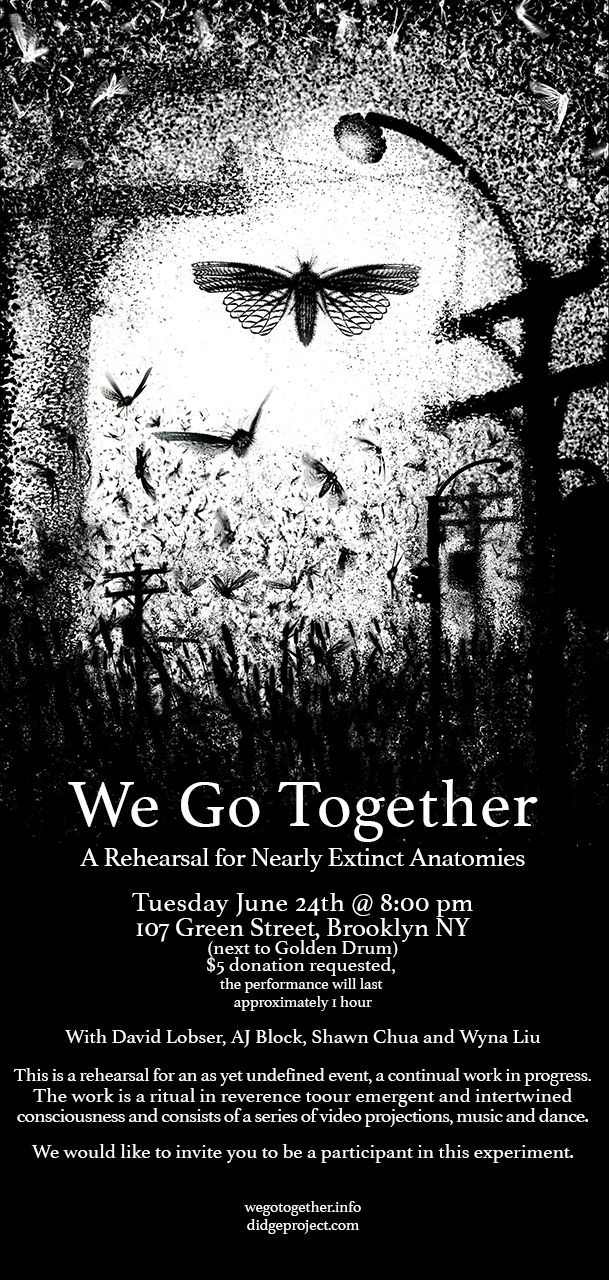 We Go Together
A Rehearsal for Nearly Extinct Anatomies
Tuesday June 24th @ 8:00 pm
107 Green Street, Brooklyn NY
(next to Golden Drum)
$5 donation requested,
the performance will last
approximately 1 hour
With David Lobser, AJ Block, Shawn Chua and Wyna Liu
This is a rehearsal for an as yet undefined event, a continual work in progress.
The work is a ritual in reverence toour emergent and intertwined
consciousness and consists of a series of video projections, music and dance.
We would like to invite you to be a participant in this experiment.
wegotogether.info
didgeproject.com